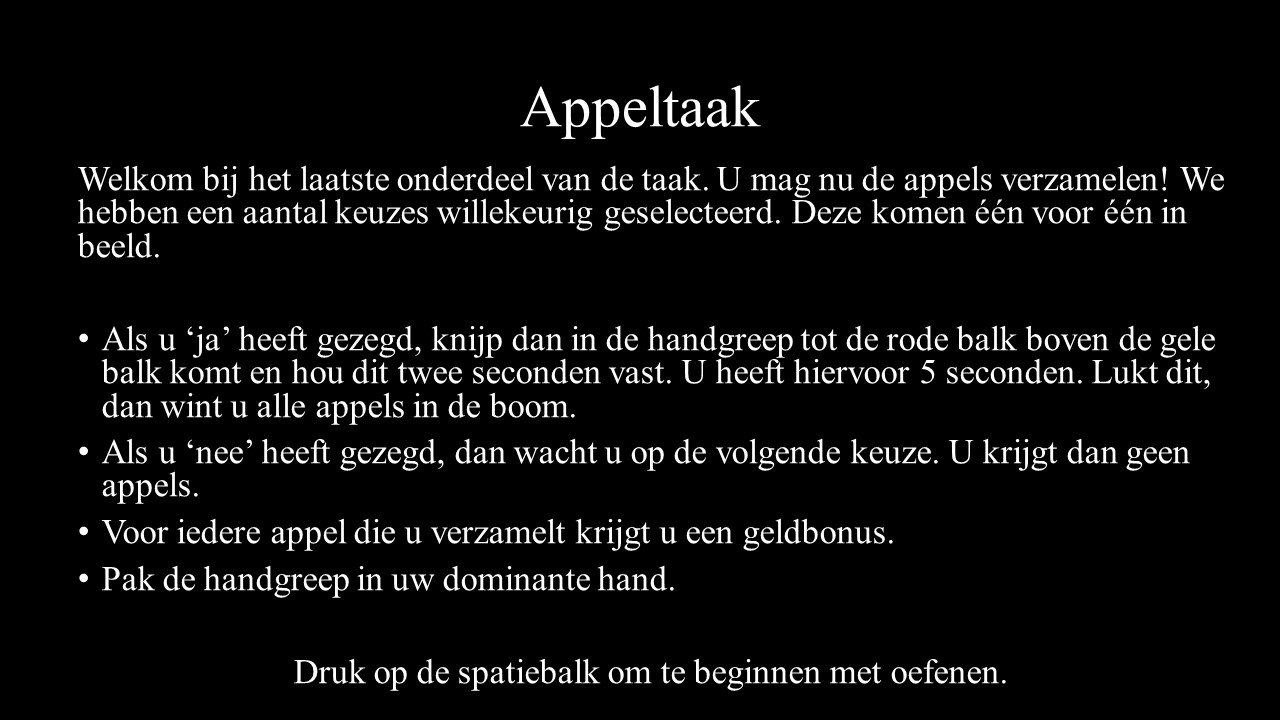 Appeltaak
Welkom bij het laatste onderdeel van de taak. U mag nu de appels verzamelen! We
hebben een aantal keuzes willekeurig geselecteerd. Deze komen één voor één in
beeld.
• Als u ‘ja’ heeft gezegd, knijp dan in de handgreep tot de rode balk boven de gele
balk komt en hou dit twee seconden vast. U heeft hiervoor 5 seconden. Lukt dit,
dan wint u alle appels in de boom.
• Als u ‘nee’ heeft gezegd, dan wacht u op de volgende keuze. U krijgt dan geen
appels.
• Voor iedere appel die u verzamelt krijgt u een geldbonus.
• Pak de handgreep in uw dominante hand.
Druk op de spatiebalk om te beginnen met oefenen.